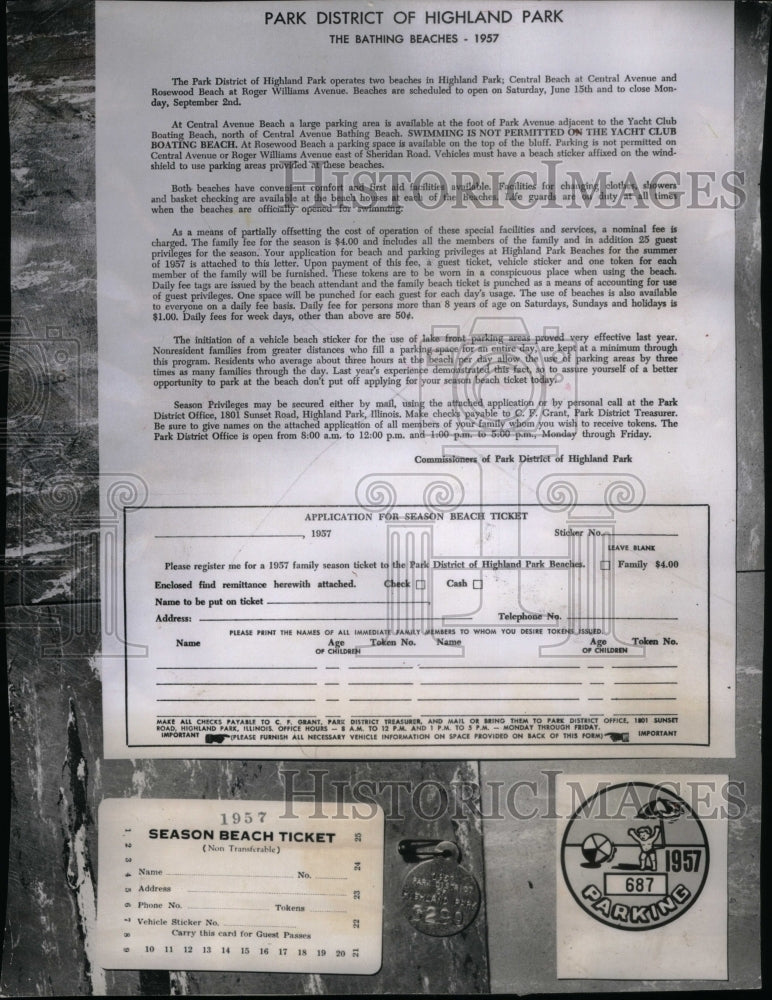 PARK DISTRICT OF HIGHLAND PARK
THE BATHING BEACHES - 1957
The Park District of Highland Park operates two beaches in Highland Park; Central Beach at Central Avenue and
Rosewood Beach at Roger Williams Avenue. Beaches are scheduled to open on Saturday, June 15th and to close Mon-
day, September 2nd.
At Central Avenue Beach a large parking area is available at the foot of Park Avenue adjacent to the Yacht Club
Boating Beach, north of Central Avenue Bathing Beach. SWIMMING IS NOT PERMITTED ON THE YACHT CLUB
BOATING BEACH. At Rosewood Beach a parking space is available on the top of the bluff. Parking is not permitted on
Central Avenue or Roger Williams Avenue east of Sheridan Road. Vehicles must have a beach sticker affixed on the wind-
shield to use parking areas provided at these beaches.
Both beaches have convenient comfort and first aid facilities available. Facilities for changing clothes, showers
and basket checking are available at the beach houses at each of the Beaches. Life guards are on duty at all times
when the beaches are officially opened for swimming.
As a means of partially offsetting the cost of operation of these special facilities and services, a nominal fee is
charged. The family fee for the season is $4.00 and includes all the members of the family and in addition 25 guest
privileges for the season. Your application for beach and parking privileges at Highland Park Beaches for the summer
of 1957 is attached to this letter. Upon payment of this fee, a guest ticket, vehicle sticker and one token for each
member of the family will be furnished. These tokens are to be worn in a conspicuous place when using the beach.
Daily fee tags are issued by the beach attendant and the family beach ticket is punched as a means of accounting for use
of guest privileges. One space will be punched for each guest for each day's usage. The use of beaches is also available
to everyone on a daily fee basis. Daily fee for persons more than 8 years of age on Saturdays, Sundays and holidays is
$1.00. Daily fees for week days, other than above are 50¢.
The initiation of a vehicle beach sticker for the use of lake front parking areas proved very effective last year.
Nonresident families from greater distances who fill a parking space for an entire day, are kept at a minimum through
this program. Residents who average about three hours at the beach per day allow the use of parking areas by three
times as many families through the day. Last year's experience demonstrated this fact, so to assure yourself of a better
opportunity to park at the beach don't put off applying for your season beach ticket today.
Season Privileges may be secured either by mail, using the attached application or by personal call at the Park
District Office, 1801 Sunset Road, Highland Park, Illinois. Make checks payable to C. F. Grant, Park District Treasurer.
Be sure to give names on the attached application of all members of your family whom you wish to receive tokens. The
Park District Office is open from 8:00 a.m. to 12:00 p.m. and 1:00 p.m. to 5:00 p.m., Monday through Friday.
Commissioners of Park District of Highland Park
APPLICATION FOR SEASON BEACH TICKET
, 1957 Sticker No.
LEAVE BLANK
Please register me for a 1957 family season ticket to the Park District of Highland Park Beaches. Family $4.00
Enclosed find remittance herewith attached. Check Cash
Name to be put on ticket
Address: Telephone No.
PLEASE PRINT THE NAMES OF ALL IMMEDIATE FAMILY MEMBERS TO WHOM YOU DESIRE TOKENS ISSUED.
Name Age Token No. Name Age Token No.
OF CHILDREN OF CHILDREN
MAKE ALL CHECKS PAYABLE TO C. F. GRANT, PARK DISTRICT TREASURER, AND MAIL OR BRING THEM TO PARK DISTRICT OFFICE, 1801 SUNSET
ROAD, HIGHLAND PARK, ILLINOIS. OFFICE HOURS — 8 A.M. TO 12 P.M. AND 1 P.M. TO 5 P.M. — MONDAY THROUGH FRIDAY.
IMPORTANT (PLEASE FURNISH ALL NECESSARY VEHICLE INFORMATION ON SPACE PROVIDED ON BACK OF THIS FORM) IMPORTANT
1957
SEASON BEACH TICKET
(Non Transferable)
Name No.
Address
Phone No. Tokens
Vehicle Sticker No.
Carry this card for Guest Passes
1 2 3 4 5 6 7 8 9 10 11 12 13 14 15 16 17 18 19 20 21 22 23 24 25
PARK DISTRICT
OF
HIGHLAND PARK
3280
1957
687
PARKING
HISTORICIMAGES
HISTORICIMAGES